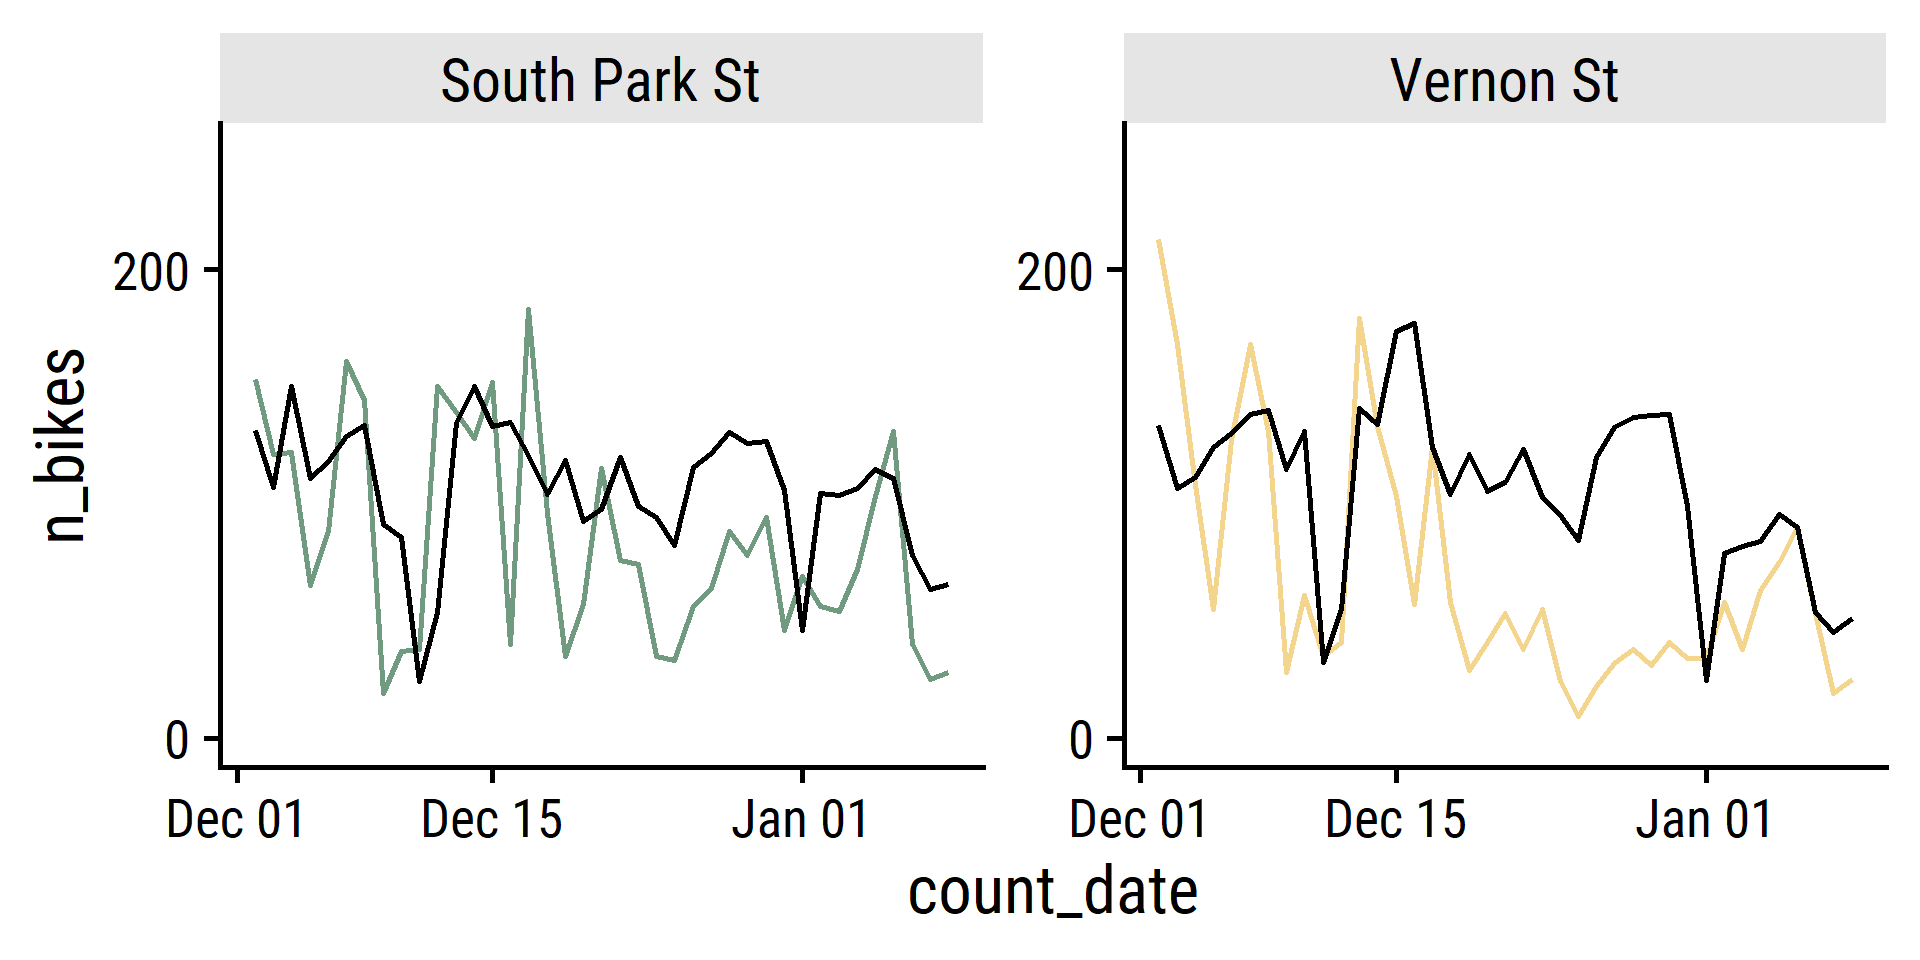 South Park St
Vernon St
n_bikes
200
0
200
0
Dec 01
Dec 15
Jan 01
Dec 01
Dec 15
Jan 01
count_date